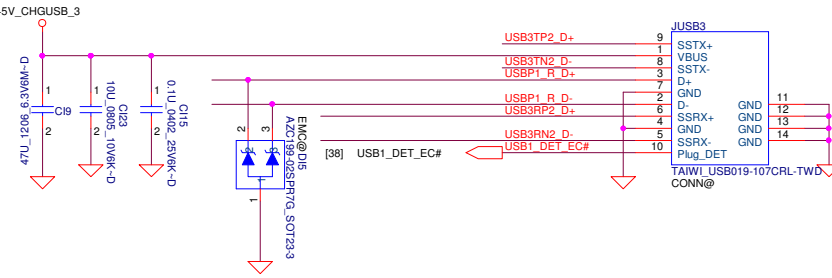 5V_CHGUSB_3
1
2
CI9
47U_1206_6.3V6M~D
1
2
CI23
10U_0805_10V6K~D
1
2
CI15
0.1U_0402_25V6K~D
2
3
1
EMC@ DI5
AZC199-02SPR7G_SOT23-3
[38] USB1_DET_EC#
JUSB3
USB3TP2_D+ 9 SSTX+
1 VBUS
USB3TN2_D- 8 SSTX-
USBP1_R_D+ 3 D+
7 GND
USBP1_R_D- 2 D-
USB3RP2_D+ 6 SSRX+
4 GND
USB3RN2_D- 5 SSRX-
USB1_DET_EC# 10 Plug_DET
GND 11
GND 12
GND 13
GND 14
TAIWI_USB019-107CRL-TWD
CONN@